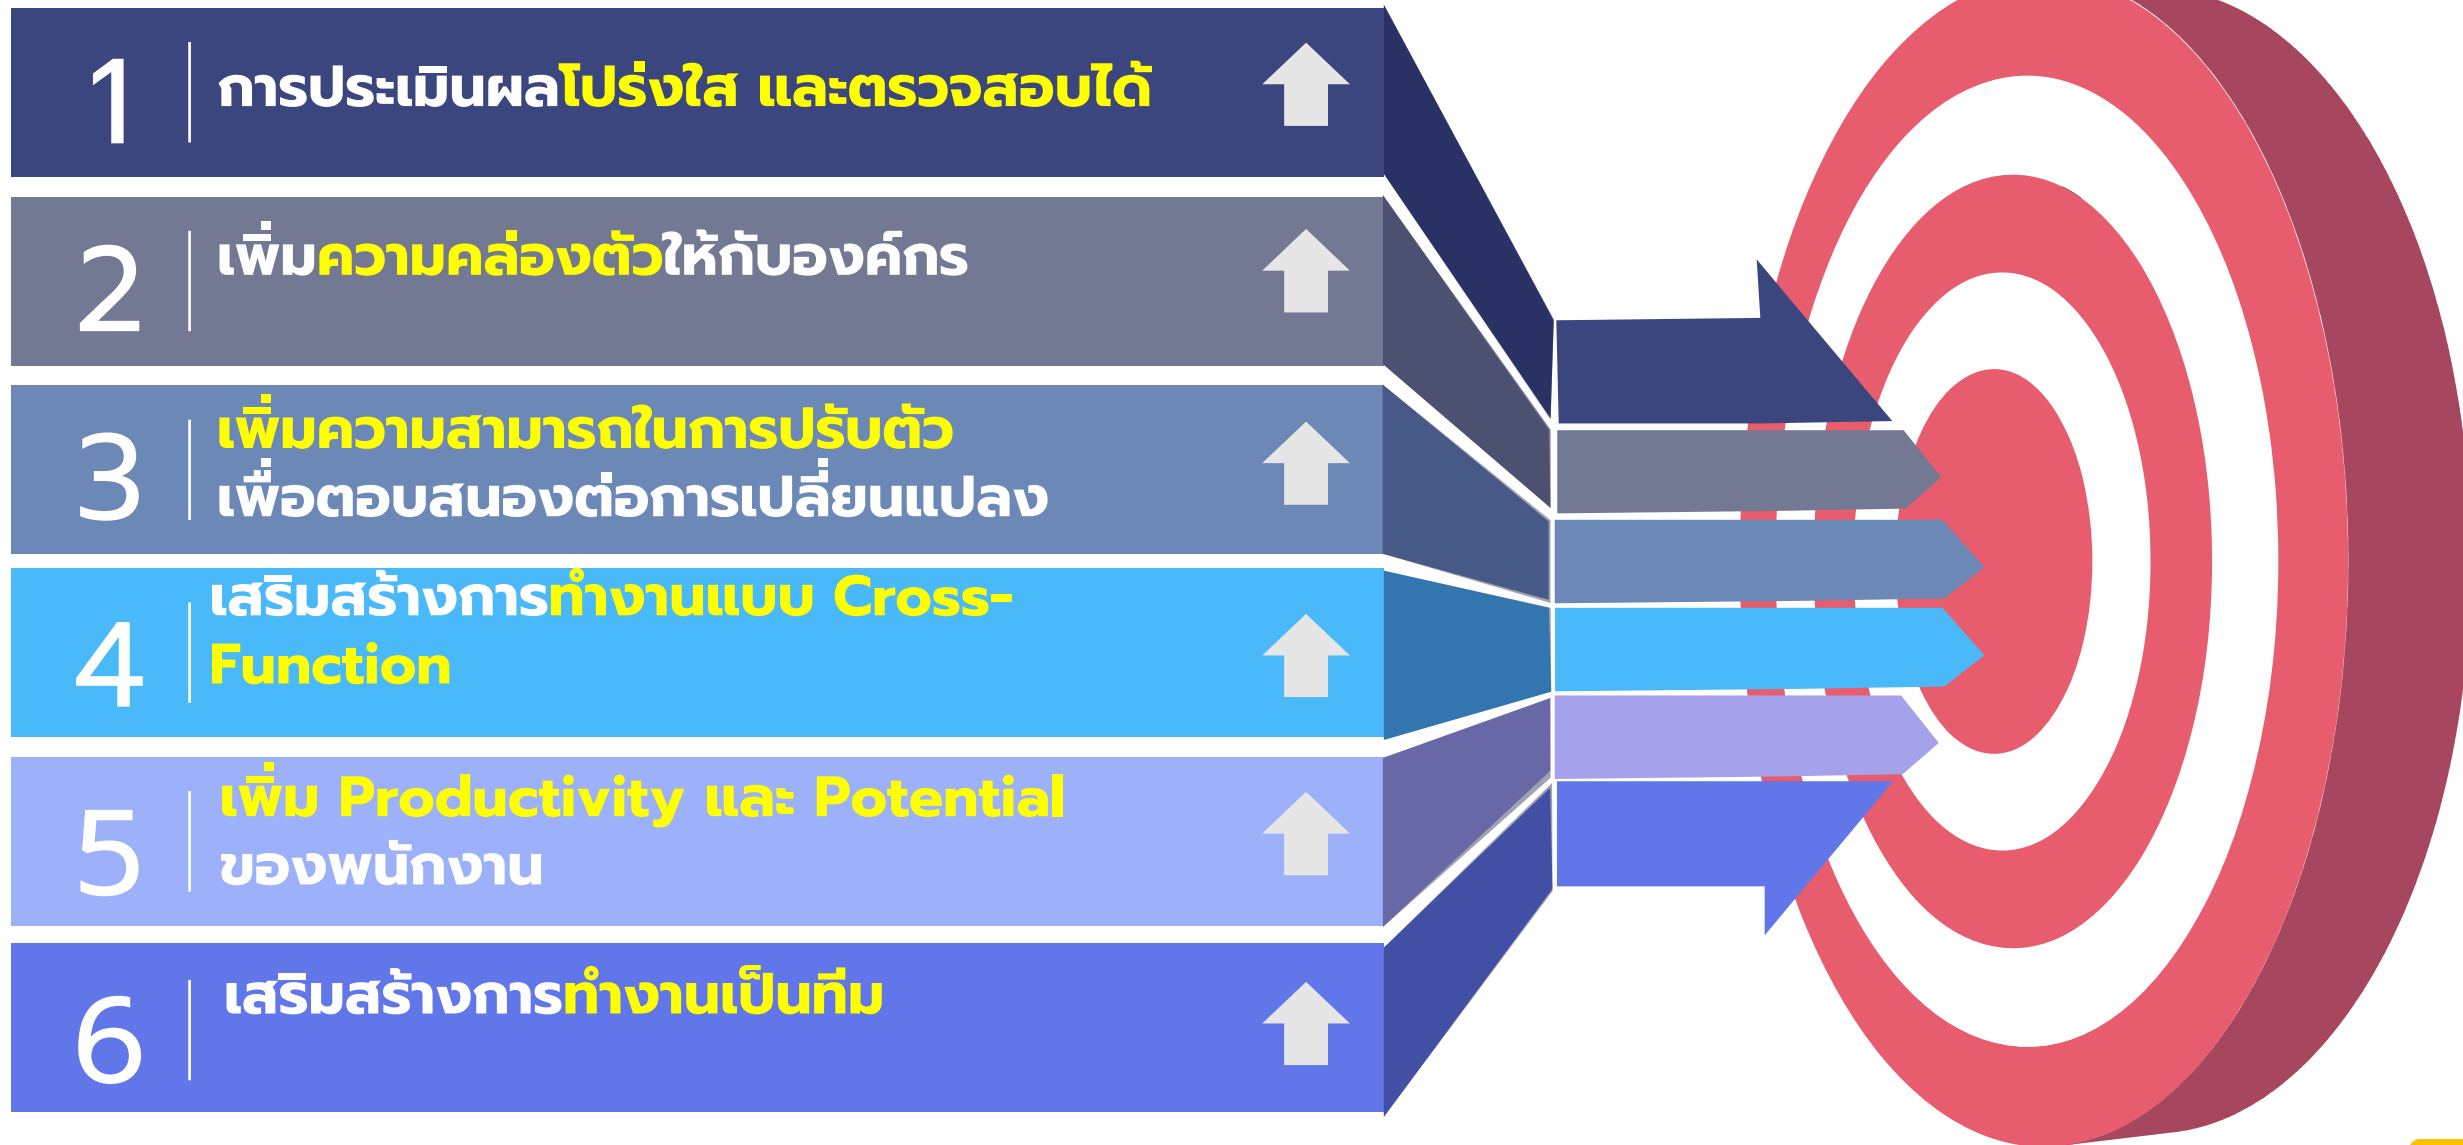 1
การประเมินผลโปร่งใส และตรวจสอบได้
2
เพิ่มความคล่องตัวให้กับองค์กร
3
เพิ่มความสามารถในการปรับตัว
เพื่อตอบสนองต่อการเปลี่ยนแปลง
4
เสริมสร้างการทำงานแบบ Cross-
Function
5
เพิ่ม Productivity และ Potential
ของพนักงาน
6
เสริมสร้างการทำงานเป็นทีม